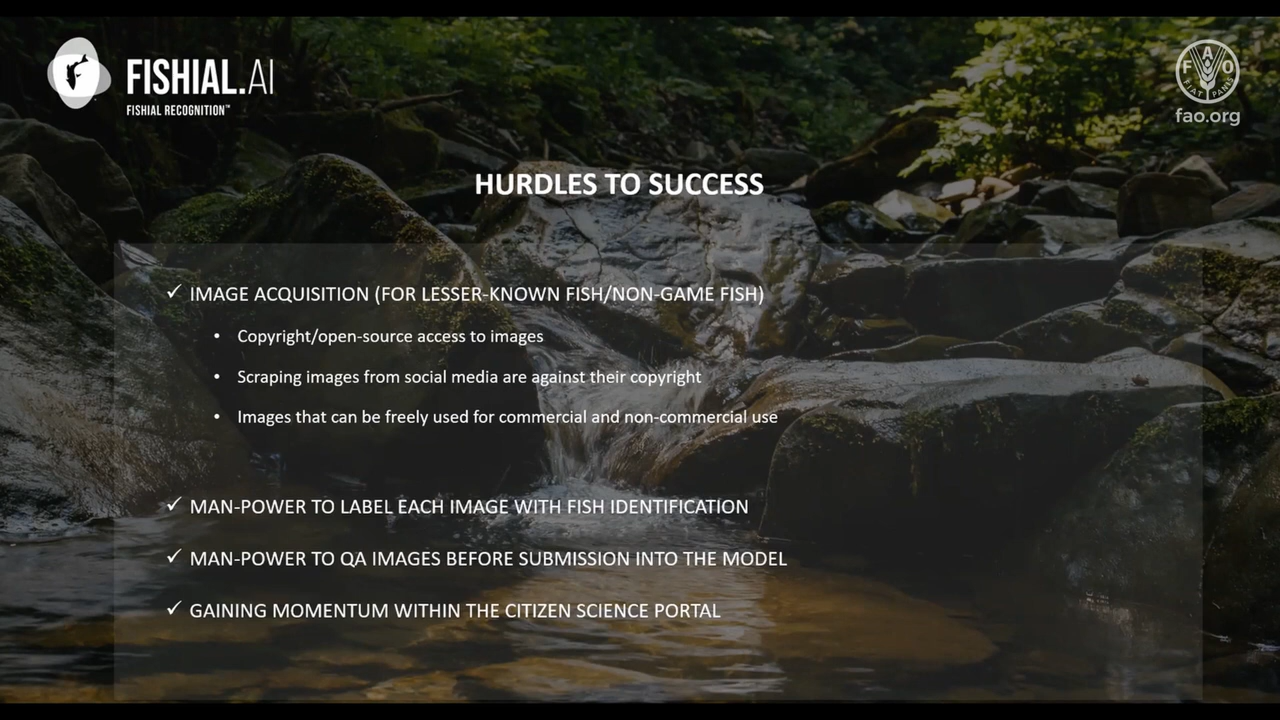 FISHIAL.AI
FISHIAL RECOGNITION™
F A O
FIAT PANIS
fao.org
HURDLES TO SUCCESS
✓ IMAGE ACQUISITION (FOR LESSER-KNOWN FISH/NON-GAME FISH)
• Copyright/open-source access to images
• Scraping images from social media are against their copyright
• Images that can be freely used for commercial and non-commercial use
✓ MAN-POWER TO LABEL EACH IMAGE WITH FISH IDENTIFICATION
✓ MAN-POWER TO QA IMAGES BEFORE SUBMISSION INTO THE MODEL
✓ GAINING MOMENTUM WITHIN THE CITIZEN SCIENCE PORTAL